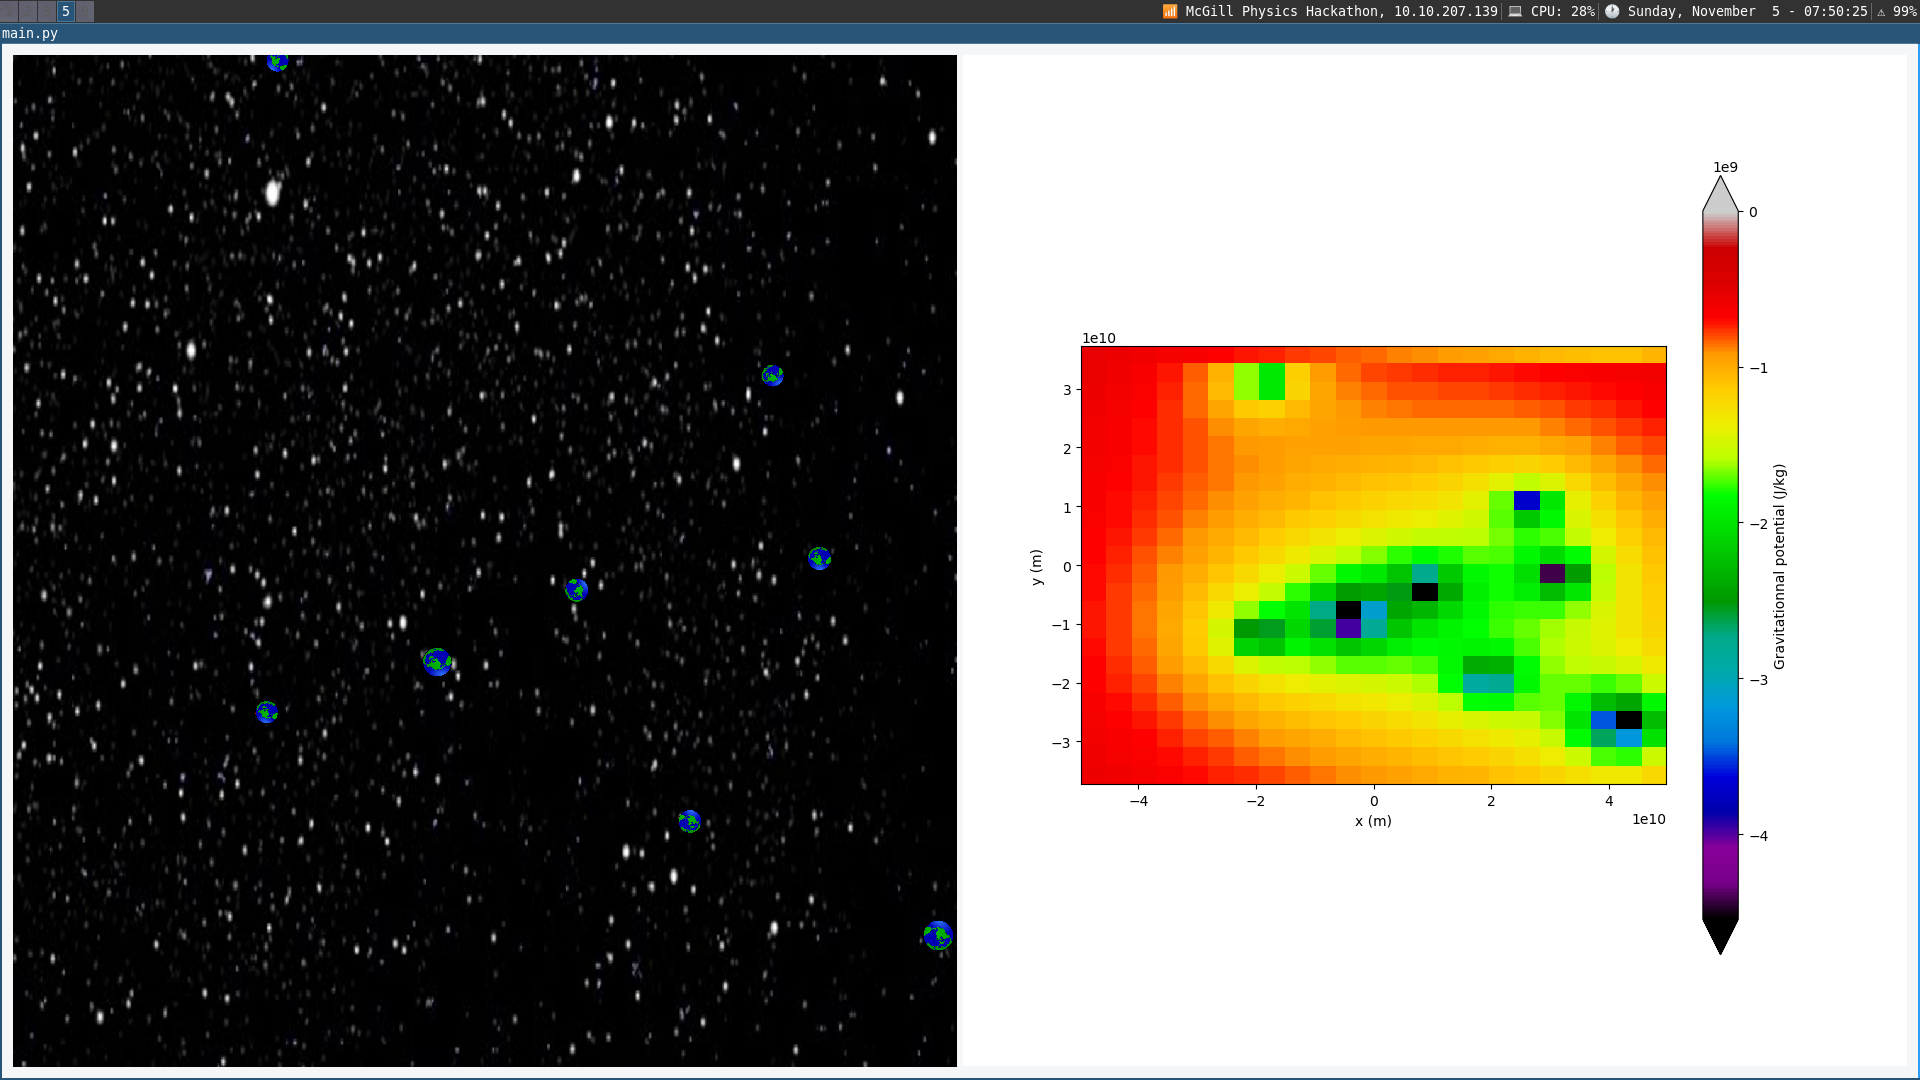 5
McGill Physics Hackathon, 10.10.207.139
CPU: 28%
Sunday, November 5 - 07:50:25
99%
main.py
1e9
0
−1
−2
−3
−4
Gravitationnal potential (J/kg)
1e10
3
2
1
0
−1
−2
−3
y (m)
−4
−2
0
2
4
x (m)
1e10